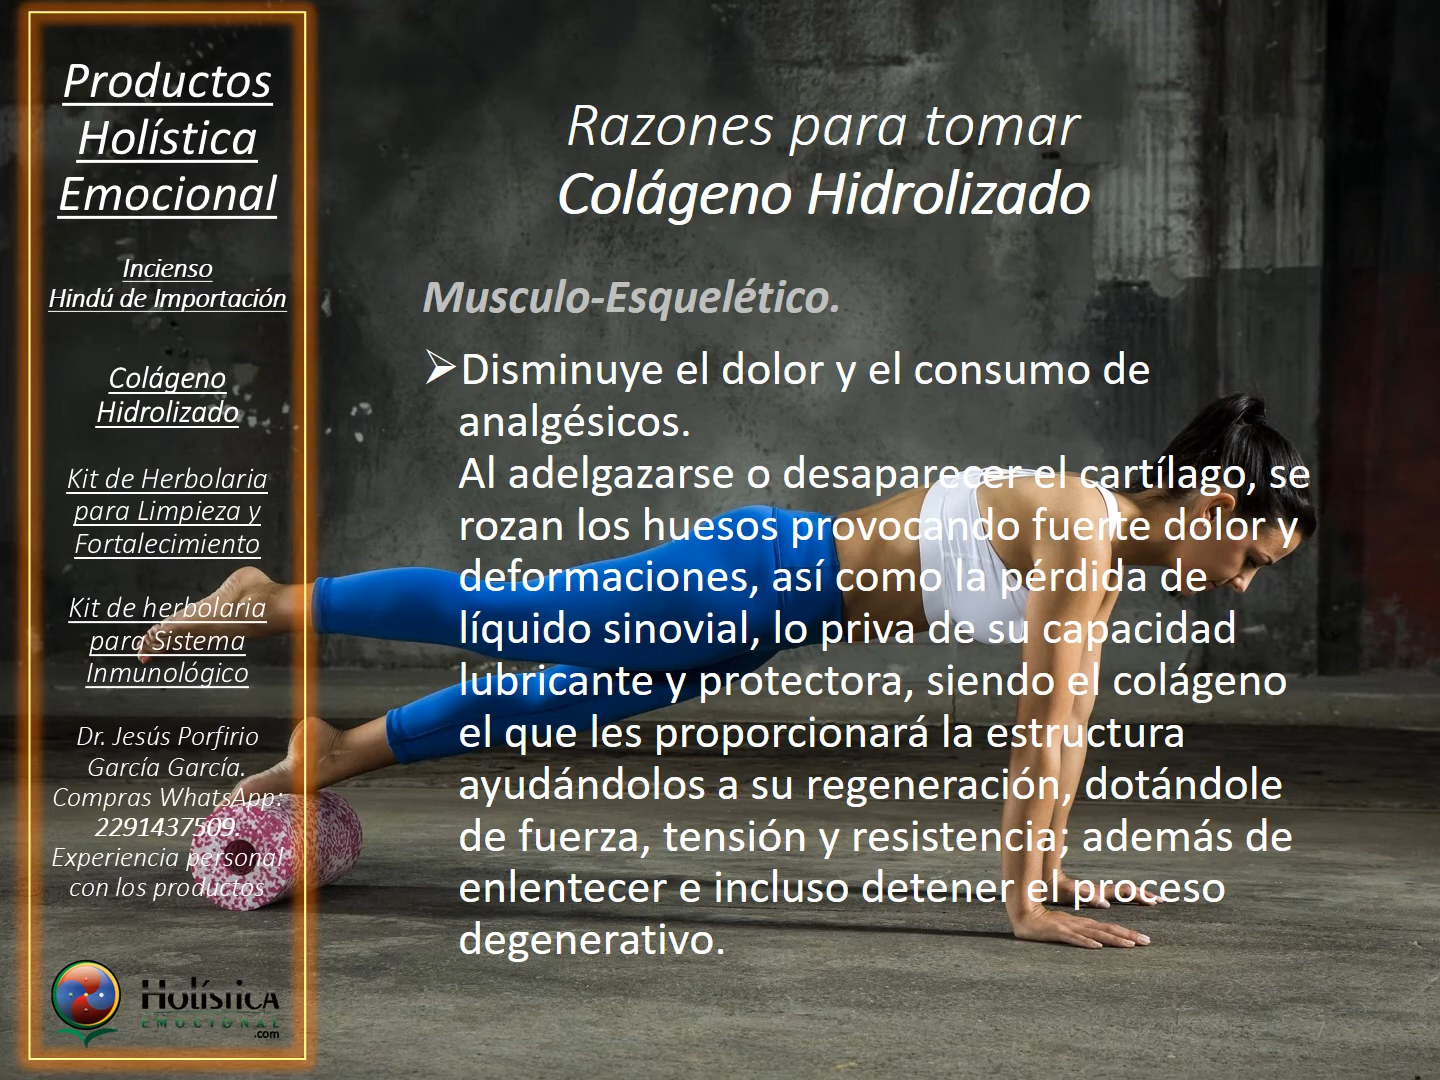 Productos
Holística
Emocional
Incienso
Hindú de Importación
Colágeno
Hidrolizado
Kit de Herbolaria
para Limpieza y
Fortalecimiento
Kit de herbolaria
para Sistema
Inmunológico
Dr. Jesús Porfirio
García García.
Compras WhatsApp:
2291437509.
Experiencia personal
con los productos
Holística
EMOCIONAL
.com
Razones para tomar
Colágeno Hidrolizado
Musculo-Esquelético.
➢Disminuye el dolor y el consumo de
analgésicos.
Al adelgazarse o desaparecer el cartílago, se
rozan los huesos provocando fuerte dolor y
deformaciones, así como la pérdida de
líquido sinovial, lo priva de su capacidad
lubricante y protectora, siendo el colágeno
el que les proporcionará la estructura
ayudándolos a su regeneración, dotándole
de fuerza, tensión y resistencia; además de
enlentecer e incluso detener el proceso
degenerativo.